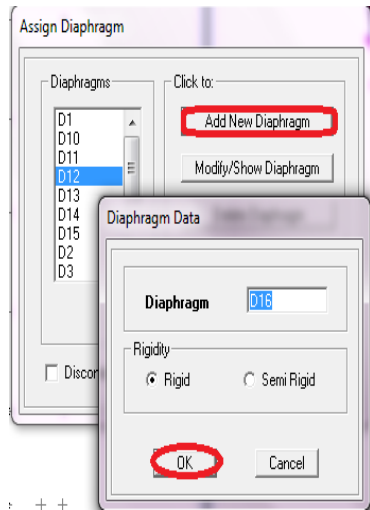 Assign Diaphragm
Diaphragms
Click to:
D1
D10
D11
D12
D13
D14
D15
D2
D3
Add New Diaphragm
Modify/Show Diaphragm
Discon
Diaphragm Data
Diaphragm
D16
Rigidity
Rigid
Semi Rigid
OK
Cancel